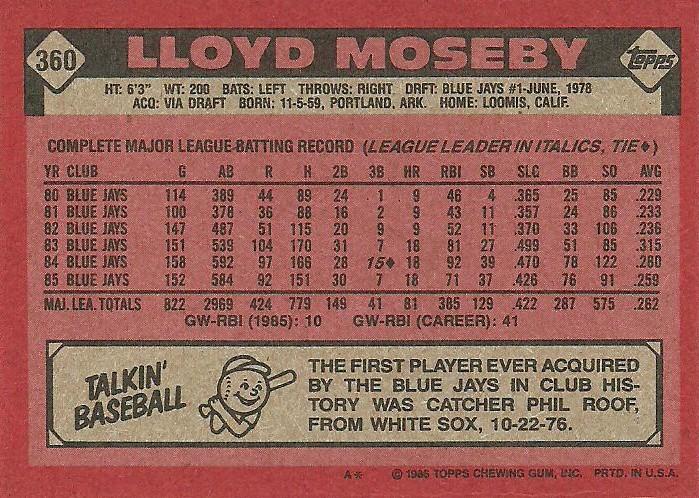 360 LLOYD MOSEBY TOPPS
HT: 6'3" WT: 200 BATS: LEFT THROWS: RIGHT DRFT: BLUE JAYS #1-JUNE, 1978
ACQ: VIA DRAFT BORN: 11-5-59, PORTLAND, ARK. HOME: LOOMIS, CALIF.
COMPLETE MAJOR LEAGUE BATTING RECORD (LEAGUE LEADER IN ITALICS, TIE♦)
YR CLUB G AB R H 2B 3B HR RBI SB SLG BB SO AVG
80 BLUE JAYS 114 389 44 89 24 1 9 46 4 .365 25 85 .229
81 BLUE JAYS 100 378 36 88 16 2 9 43 11 .357 24 86 .233
82 BLUE JAYS 147 487 51 115 20 9 9 52 11 .370 33 106 .236
83 BLUE JAYS 151 539 104 170 31 7 18 81 27 .499 51 85 .315
84 BLUE JAYS 158 592 97 166 28 15♦ 18 92 39 .470 78 122 .280
85 BLUE JAYS 152 584 92 151 30 7 18 71 37 .426 76 91 .259
MAJ. LEA. TOTALS 822 2969 424 779 149 41 81 385 129 .422 287 575 .262
GW-RBI (1985): 10 GW-RBI (CAREER): 41
TALKIN'
BASEBALL
THE FIRST PLAYER EVER ACQUIRED
BY THE BLUE JAYS IN CLUB HIS-
TORY WAS CATCHER PHIL ROOF,
FROM WHITE SOX, 10-22-76.
A* © 1986 TOPPS CHEWING GUM, INC. PRTD. IN U.S.A.